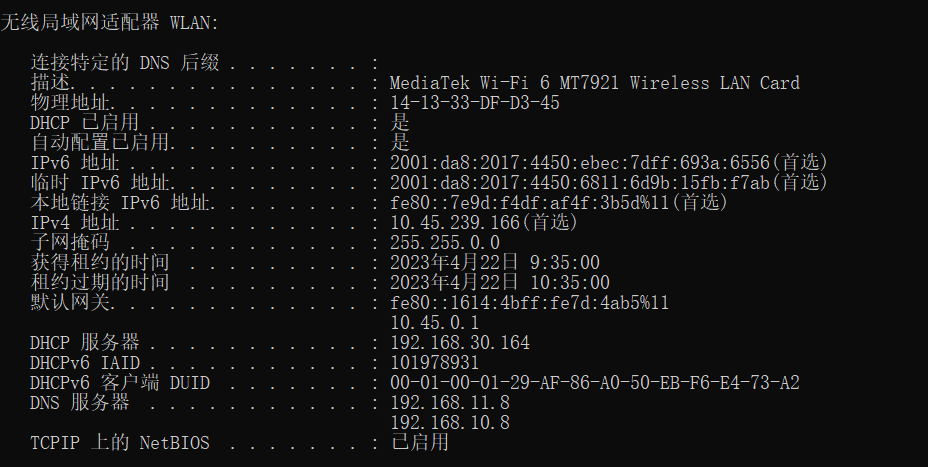 无线局域网适配器 WLAN:
连接特定的 DNS 后缀 . . . . . . . :
描述. . . . . . . . . . . . . . . : MediaTek Wi-Fi 6 MT7921 Wireless LAN Card
物理地址. . . . . . . . . . . . . : 14-13-33-DF-D3-45
DHCP 已启用 . . . . . . . . . . . : 是
自动配置已启用. . . . . . . . . . : 是
IPv6 地址 . . . . . . . . . . . . : 2001:da8:2017:4450:ebec:7dff:693a:6556(首选)
临时 IPv6 地址. . . . . . . . . . : 2001:da8:2017:4450:6811:6d9b:15fb:f7ab(首选)
本地链接 IPv6 地址. . . . . . . . : fe80::7e9d:f4df:af4f:3b5d%11(首选)
IPv4 地址 . . . . . . . . . . . . : 10.45.239.166(首选)
子网掩码  . . . . . . . . . . . . : 255.255.0.0
获得租约的时间  . . . . . . . . . : 2023年4月22日 9:35:00
租约过期的时间  . . . . . . . . . : 2023年4月22日 10:35:00
默认网关. . . . . . . . . . . . . : fe80::1614:4bff:fe7d:4ab5%11
10.45.0.1
DHCP 服务器 . . . . . . . . . . . : 192.168.30.164
DHCPv6 IAID . . . . . . . . . . . : 101978931
DHCPv6 客户端 DUID  . . . . . . . : 00-01-00-01-29-AF-86-A0-50-EB-F6-E4-73-A2
DNS 服务器  . . . . . . . . . . . : 192.168.11.8
192.168.10.8
TCPIP 上的 NetBIOS  . . . . . . . : 已启用